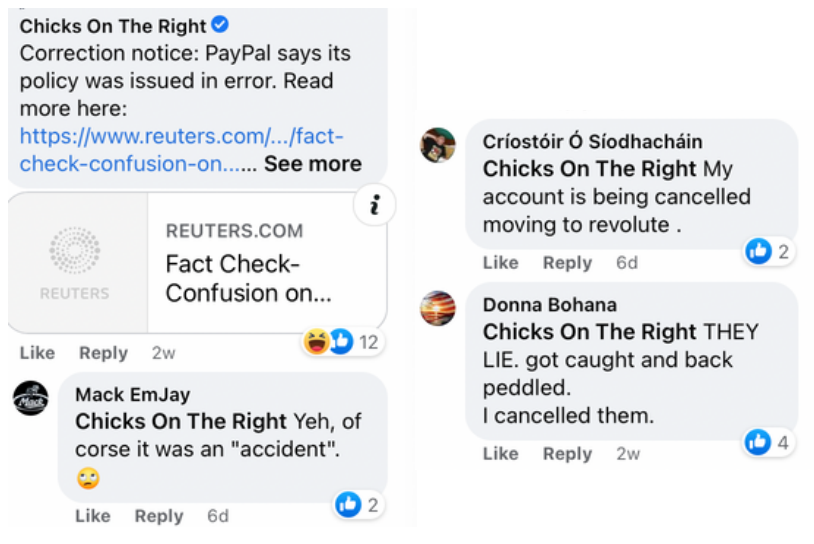 Chicks On The Right
Correction notice: PayPal says its
policy was issued in error. Read
more here:
https://www.reuters.com/.../fact-
check-confusion-on...... See more
i
REUTERS
REUTERS.COM
Fact Check-
Confusion on...
Like Reply 2w
12
Mack
Mack EmJay
Chicks On The Right Yeh, of
corse it was an "accident".
Like Reply 6d
2
Críostóir Ó Síodhacháin
Chicks On The Right My
account is being cancelled
moving to revolute .
Like Reply 6d
2
Donna Bohana
Chicks On The Right THEY
LIE. got caught and back
peddled.
I cancelled them.
Like Reply 2w
4